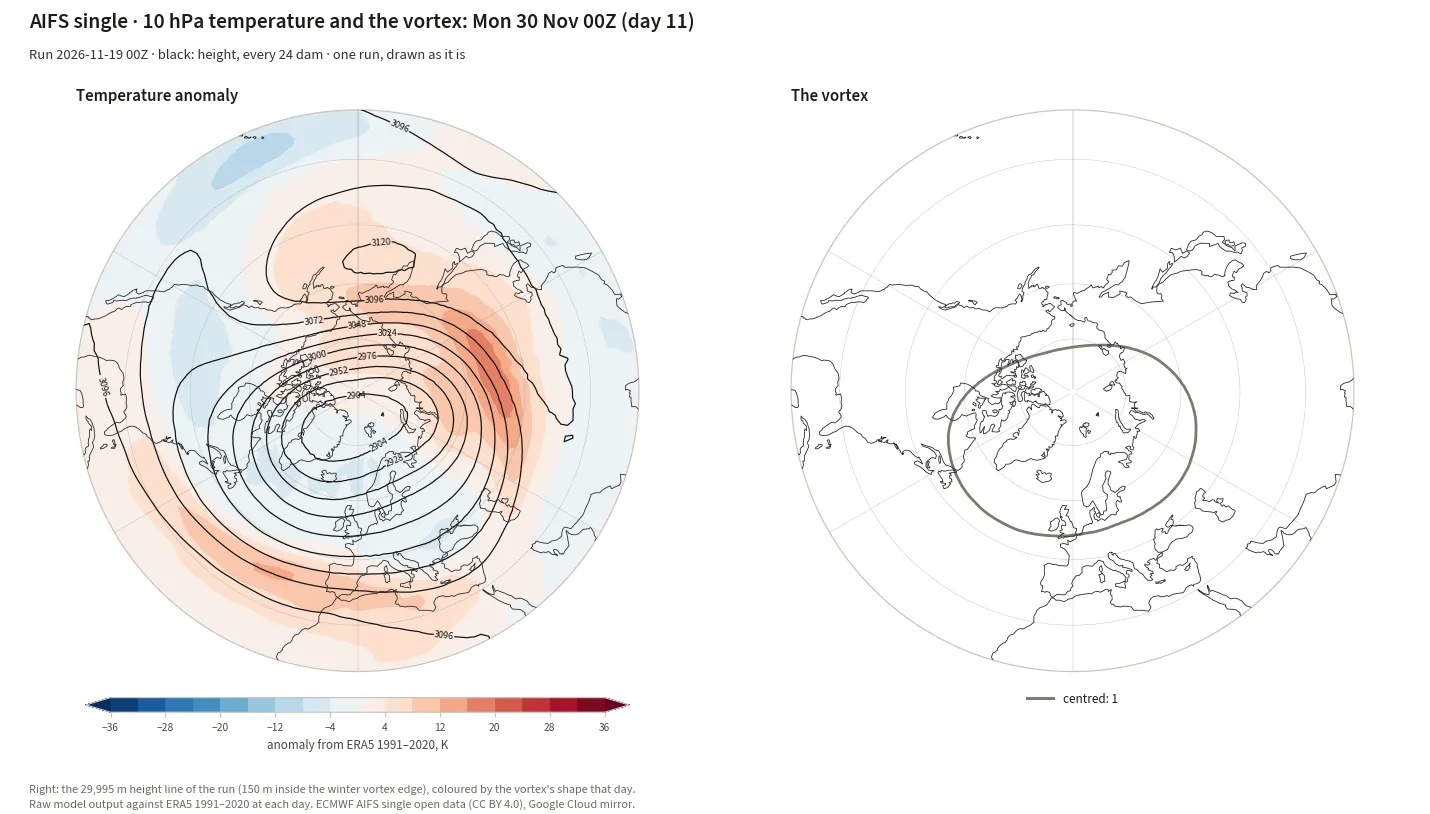 AIFS single · 10 hPa temperature and the vortex: Mon 30 Nov 00Z (day 11)
Run 2026-11-19 00Z · black: height, every 24 dam · one run, drawn as it is
Temperature anomaly
The vortex
3096
3120
3096
3072
3048
3024
3000
2976
2952
2904
3096
2904
2928
3096
centred: 1
−36 −28 −20 −12 −4 4 12 20 28 36
anomaly from ERA5 1991–2020, K
Right: the 29,995 m height line of the run (150 m inside the winter vortex edge), coloured by the vortex's shape that day.
Raw model output against ERA5 1991–2020 at each day. ECMWF AIFS single open data (CC BY 4.0), Google Cloud mirror.